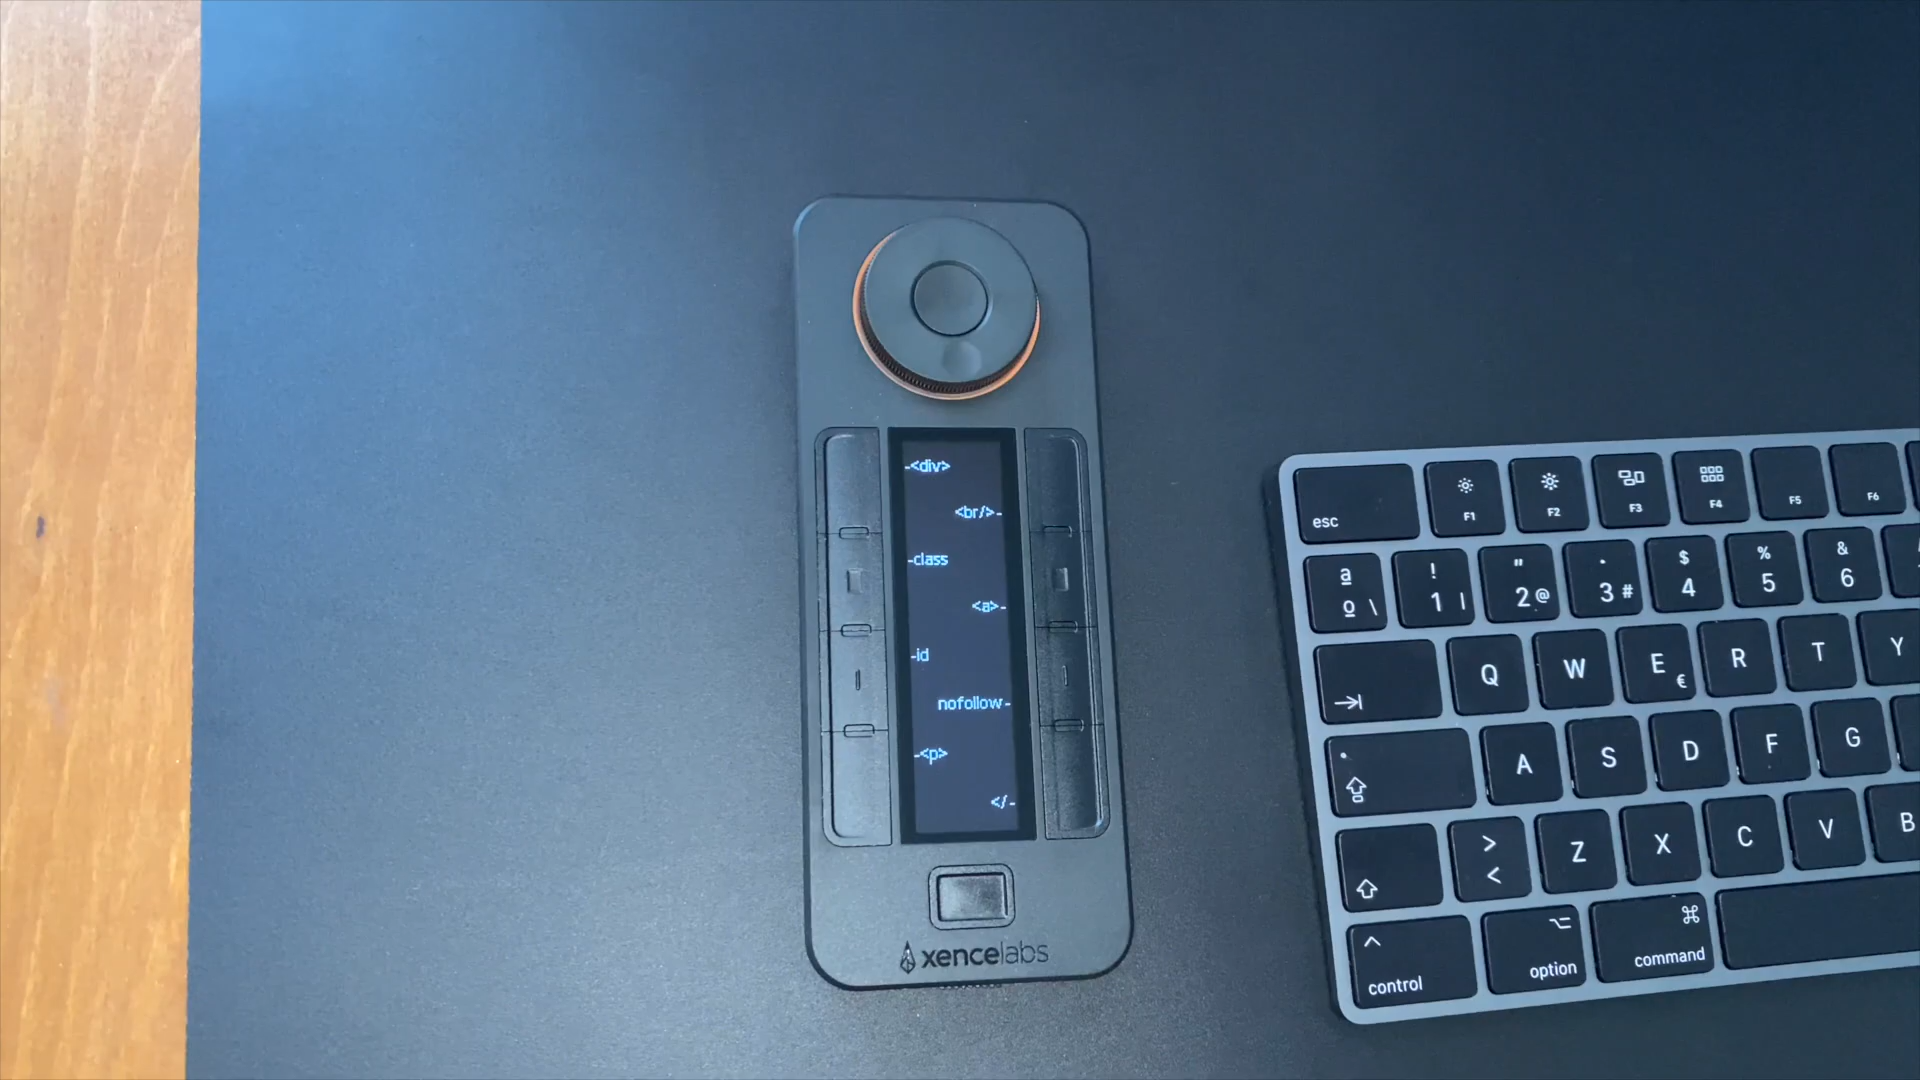 -<div>
<br/>-
-class
<a>-
-id
nofollow-
-<p>
</-
xencelabs
esc F1 F2 F3 F4 F5 F6
ª º \ ! 1 | " 2 @ · 3 # $ 4 % 5 & 6
Q W E € R T Y
A S D F G
> < Z X C V B
control option command